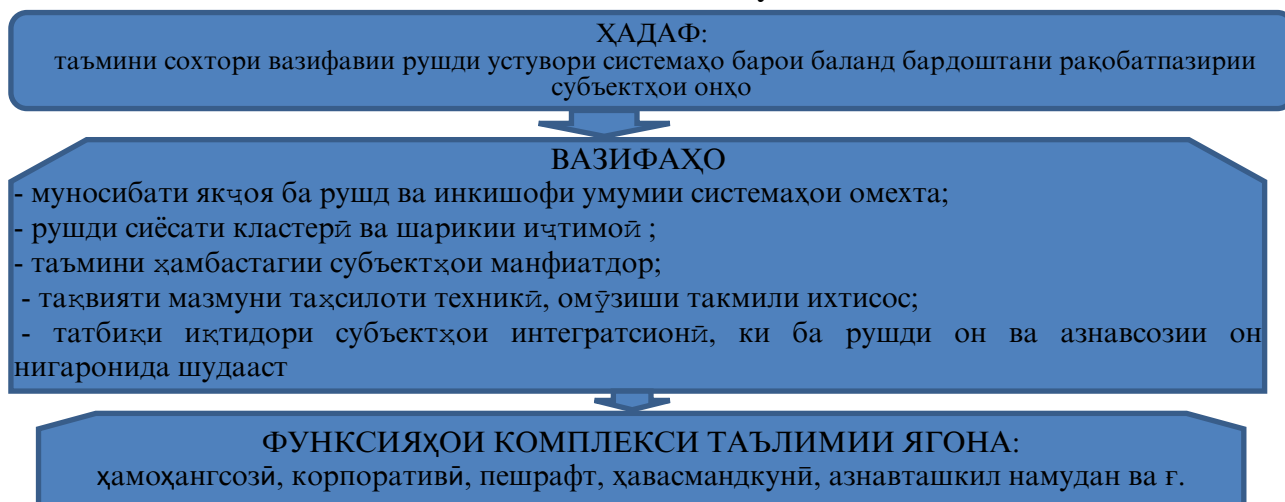 ҲАДАФ:
таъмини сохтори вазифавии рушди устувори системаҳо барои баланд бардоштани рақобатпазирии
субъектҳои онҳо
ВАЗИФАҲО
- муносибати якҷоя ба рушд ва инкишофи умумии системаҳои омехта;
- рушди сиёсати кластерӣ ва шарикии иҷтимоӣ ;
- таъмини ҳамбастагии субъектҳои манфиатдор;
- тақвияти мазмуни таҳсилоти техникӣ, омӯзиши такмили ихтисос;
- татбиқи иқтидори субъектҳои интегратсионӣ, ки ба рушди он ва азнавсозии он
нигаронида шудааст
ФУНКСИЯҲОИ КОМПЛЕКСИ ТАЪЛИМИИ ЯГОНА:
ҳамоҳангсозӣ, корпоративӣ, пешрафт, ҳавасмандкунӣ, азнавташкил намудан ва ғ.